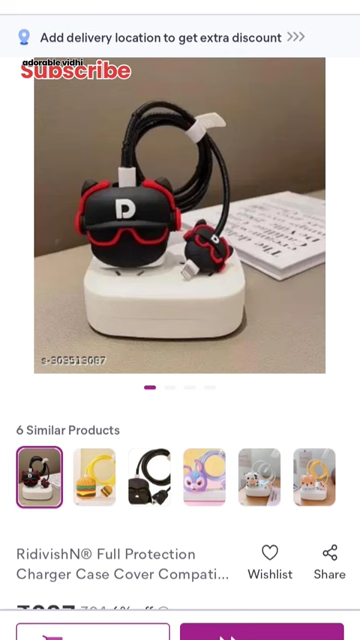 Add delivery location to get extra discount >>>
adorable vidhi
Subscribe
D
D
s-303513087
6 Similar Products
RidivishN® Full Protection
Charger Case Cover Compati...
Wishlist
Share